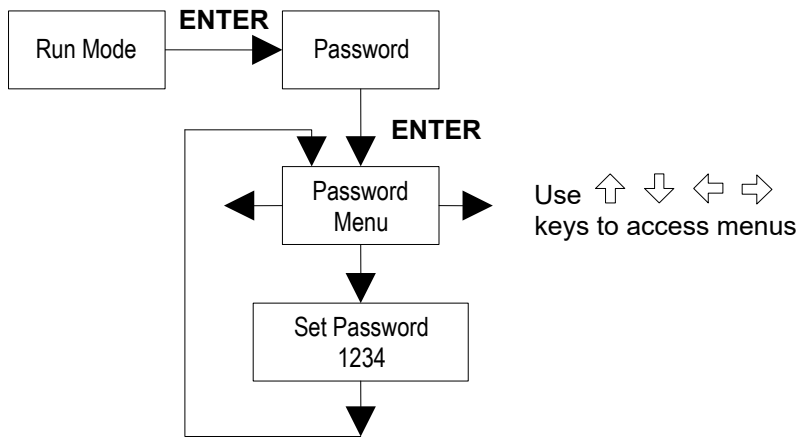 ENTER
Run Mode
Password
ENTER
Password
Menu
Use
keys to access menus
Set Password
1234